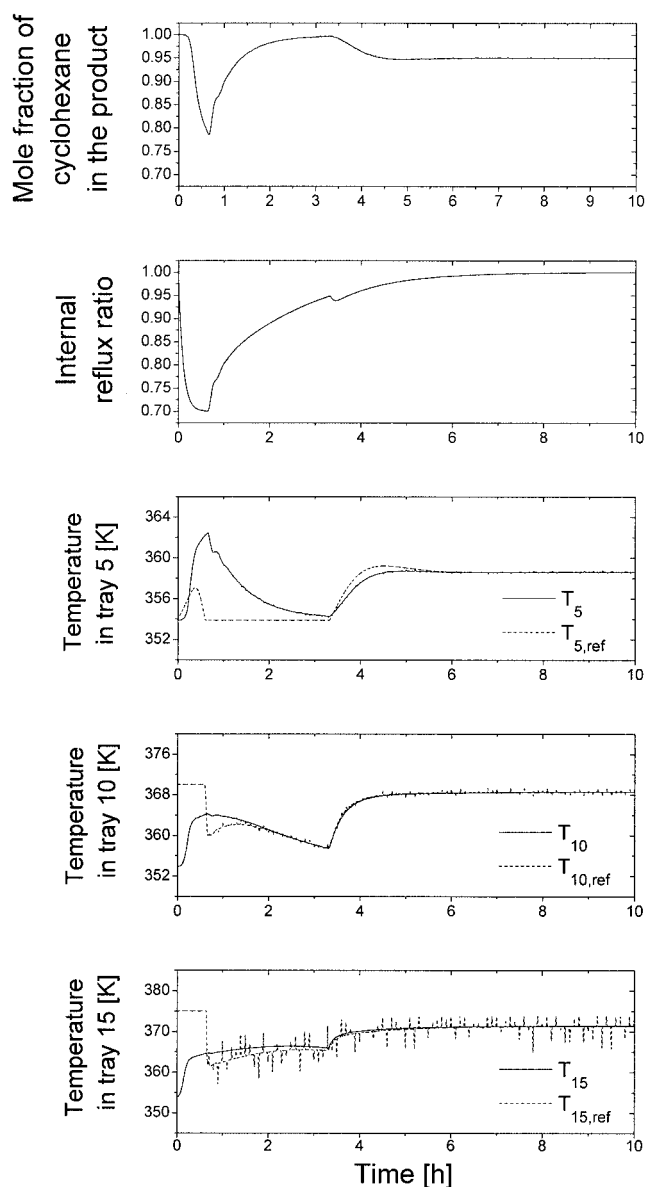 Mole fraction of
cyclohexane
in the product
1.00
0.95
0.90
0.85
0.80
0.75
0.70
0 1 2 3 4 5 6 7 8 9 10
Internal
reflux ratio
1.00
0.95
0.90
0.85
0.80
0.75
0.70
0 2 4 6 8 10
Temperature
in tray 5 [K]
364
360
356
352
T5
T5,ref
0 2 4 6 8 10
Temperature
in tray 10 [K]
376
368
360
352
T10
T10,ref
0 2 4 6 8 10
Temperature
in tray 15 [K]
380
370
360
350
T15
T15,ref
0 2 4 6 8 10
Time [h]